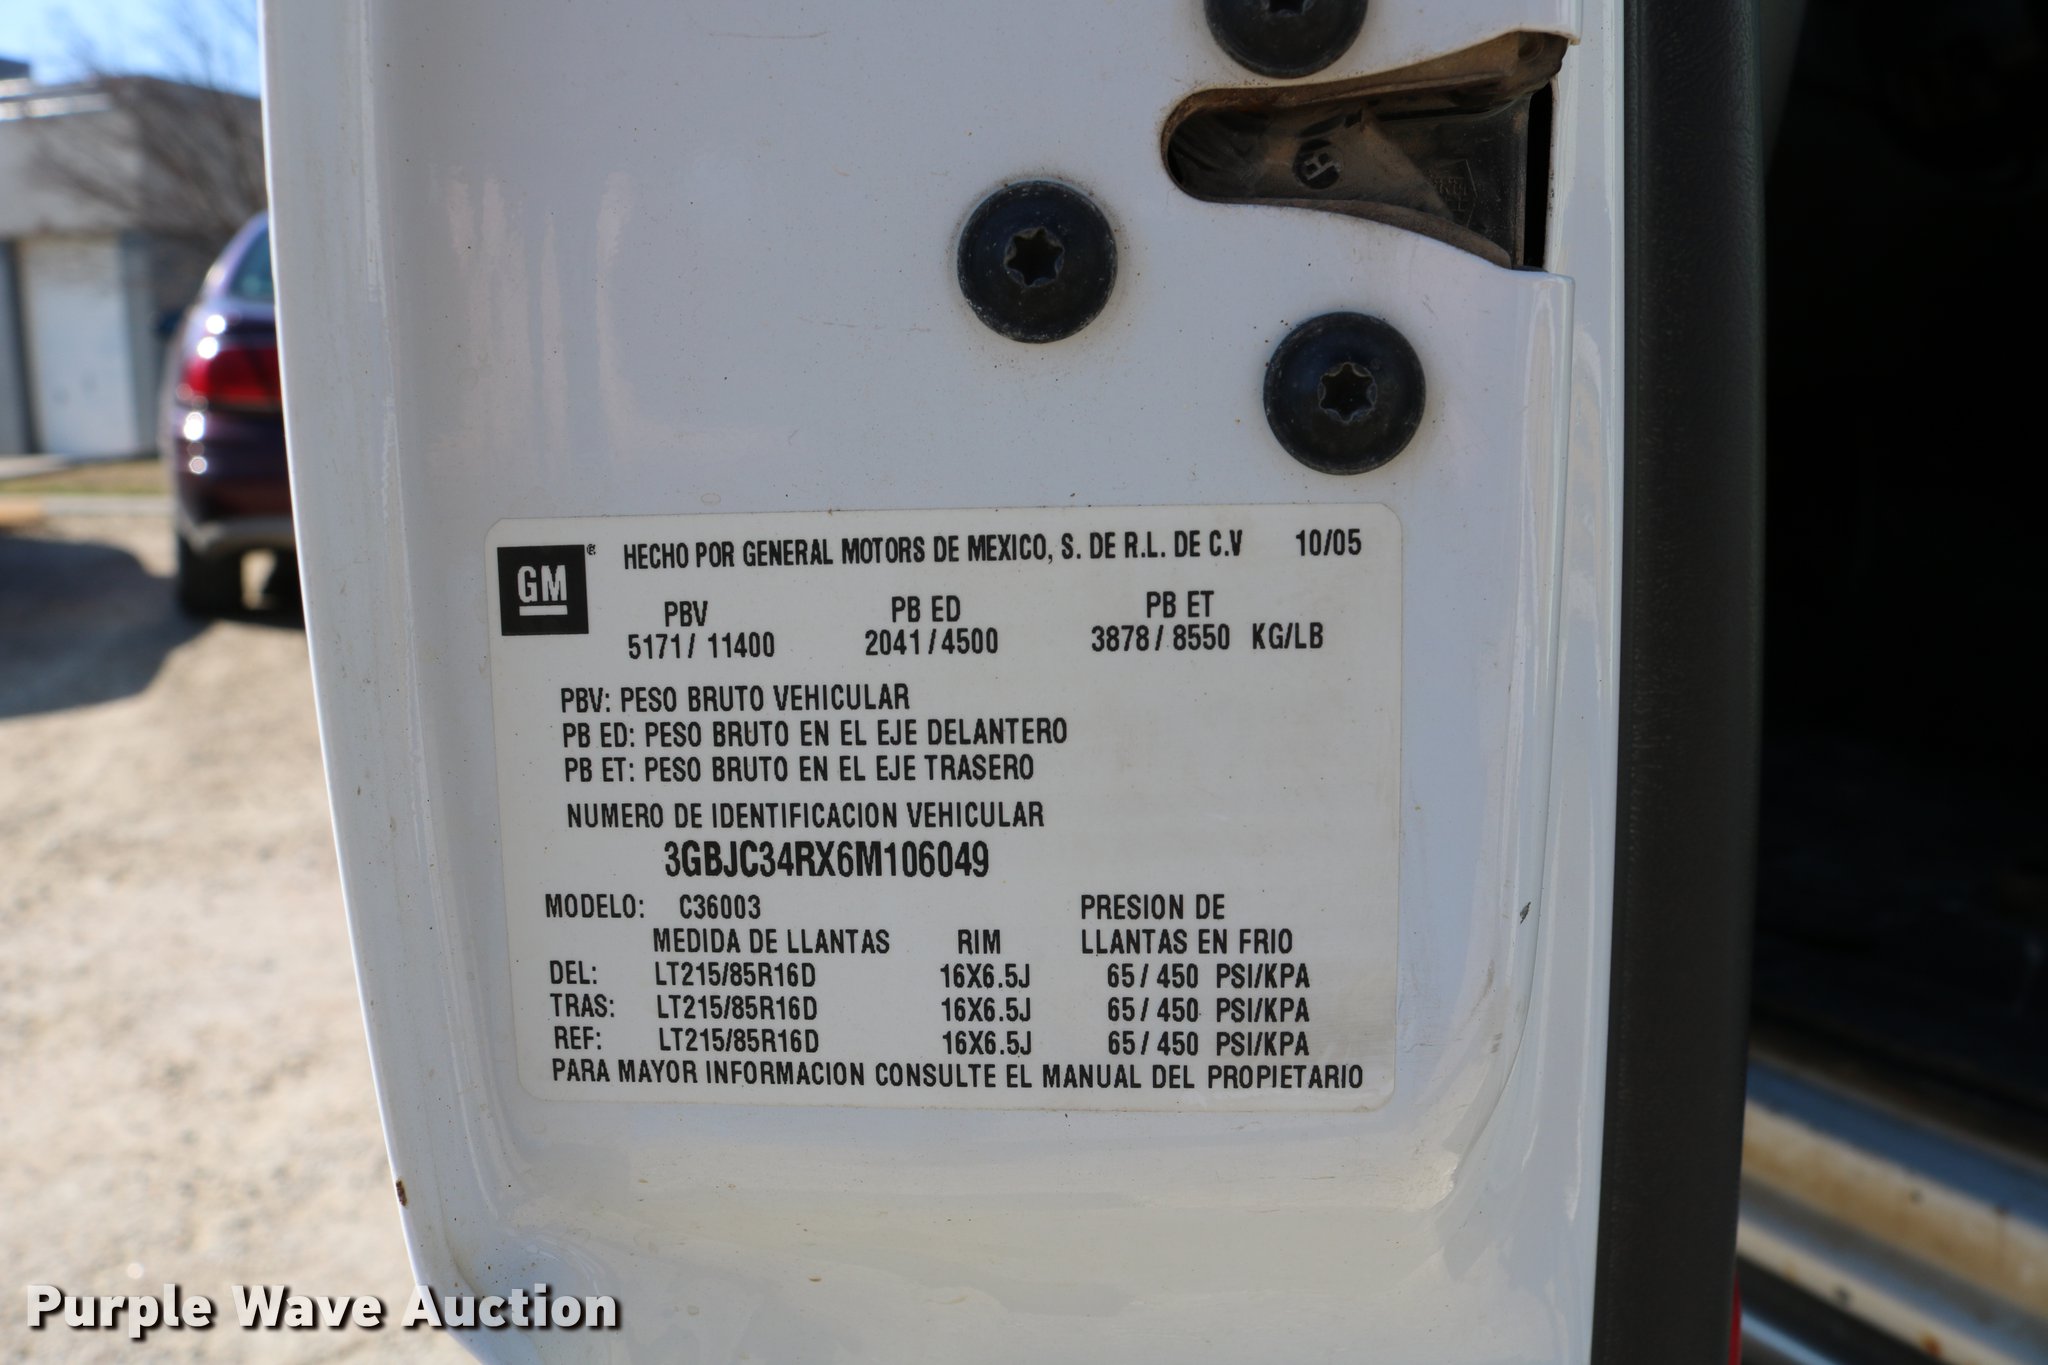 GM® HECHO POR GENERAL MOTORS DE MEXICO, S. DE R.L. DE C.V 10/05
PBV PB ED PB ET
5171/ 11400 2041/4500 3878/8550 KG/LB
PBV: PESO BRUTO VEHICULAR
PB ED: PESO BRUTO EN EL EJE DELANTERO
PB ET: PESO BRUTO EN EL EJE TRASERO
NUMERO DE IDENTIFICACION VEHICULAR
3GBJC34RX6M106049
MODELO: C36003 PRESION DE
MEDIDA DE LLANTAS RIM LLANTAS EN FRIO
DEL: LT215/85R16D 16X6.5J 65/450 PSI/KPA
TRAS: LT215/85R16D 16X6.5J 65/450 PSI/KPA
REF: LT215/85R16D 16X6.5J 65/450 PSI/KPA
PARA MAYOR INFORMACION CONSULTE EL MANUAL DEL PROPIETARIO
Purple Wave Auction